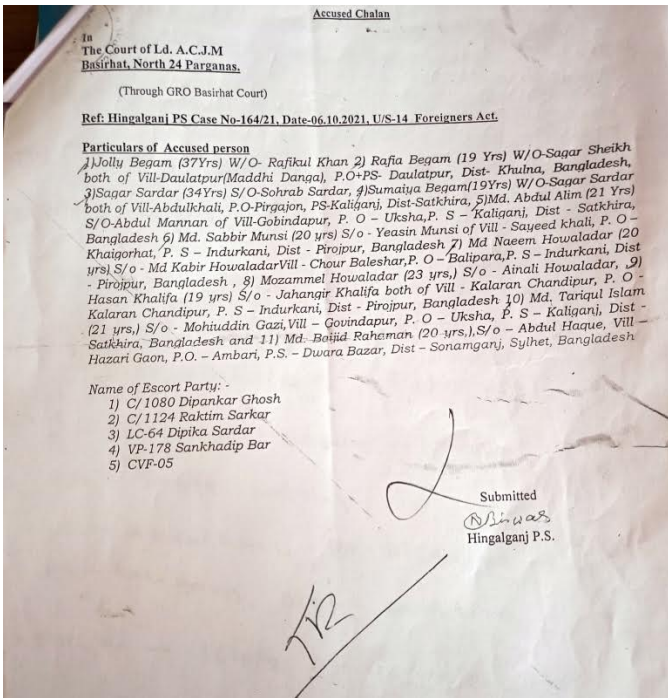 Accused Chalan
In
The Court of Ld. A.C.J.M
Basirhat, North 24 Parganas.
(Through GRO Basirhat Court)
Ref: Hingalganj PS Case No-164/21, Date-06.10.2021, U/S-14 Foreigners Act.
Particulars of Accused person
1)Jolly Begam (37Yrs) W/O- Rafikul Khan 2) Rafia Begam (19 Yrs) W/O-Sagar Sheikh
both of Vill-Daulatpur(Maddhi Danga), P.O+PS- Daulatpur, Dist- Khulna, Bangladesh,
3)Sagar Sardar (34Yrs) S/O-Sohrab Sardar, 4)Sumaiya Begam(19Yrs) W/O-Sagar Sardar
both of Vill-Abdulkhali, P.O-Pirgajon, PS-Kaliganj, Dist-Satkhira, 5)Md. Abdul Alim (21 Yrs)
S/O-Abdul Mannan of Vill-Gobindapur, P. O – Uksha,P. S – Kaliganj, Dist - Satkhira,
Bangladesh 6) Md. Sabbir Munsi (20 yrs) S/o - Yeasin Munsi of Vill - Sayeed khali, P. O –
Khaigorhat, P. S – Indurkani, Dist - Pirojpur, Bangladesh 7) Md Naeem Howaladar (20
yrs) S/o - Md Kabir HowaladarVill - Chour Baleshar,P. O – Balipara,P. S – Indurkani, Dist
- Pirojpur, Bangladesh , 8) Mozammel Howaladar (23 yrs,) S/o - Ainali Howaladar, 9)
Hasan Khalifa (19 yrs) S/o - Jahangir Khalifa both of Vill - Kalaran Chandipur, P. O -
Kalaran Chandipur, P. S – Indurkani, Dist - Pirojpur, Bangladesh 10) Md. Tariqul Islam
(21 yrs,) S/o - Mohiuddin Gazi,Vill – Govindapur, P. O – Uksha, P. S – Kaliganj, Dist -
Satkhira, Bangladesh and 11) Md. Baijid Rahaman (20 yrs,),S/o – Abdul Haque, Vill –
Hazari Gaon, P.O. – Ambari, P.S. – Dwara Bazar, Dist – Sonamganj, Sylhet, Bangladesh
Name of Escort Party: -
1) C/1080 Dipankar Ghosh
2) C/1124 Raktim Sarkar
3) LC-64 Dipika Sardar
4) VP-178 Sankhadip Bar
5) CVF-05
Submitted
Biswas
Hingalganj P.S.